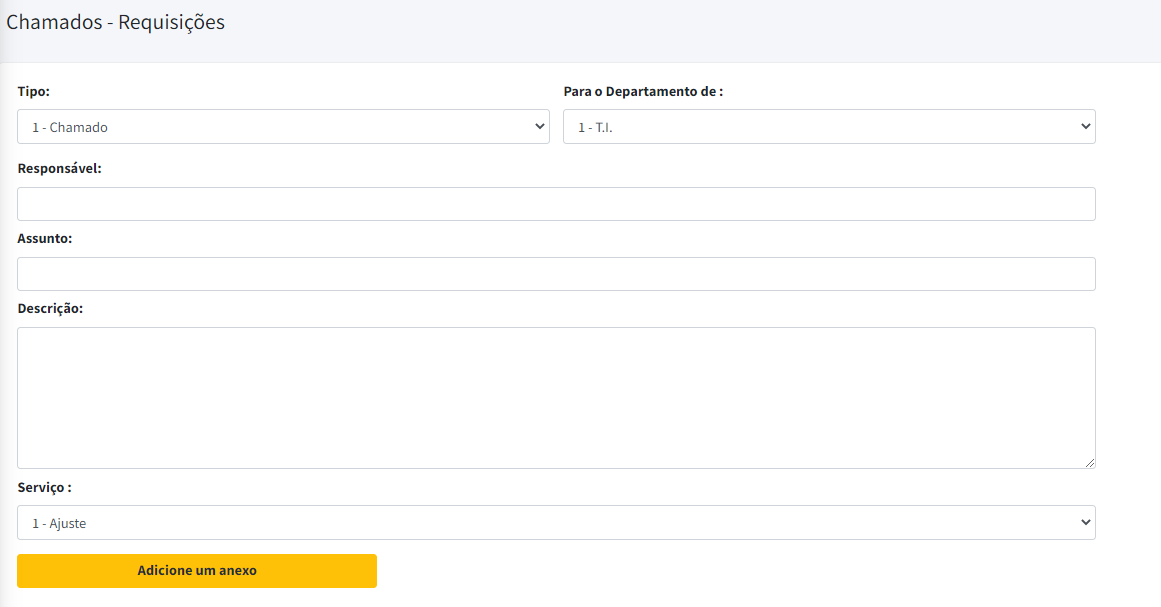 Chamados - Requisições
Tipo:
Para o Departamento de :
1 - Chamado
1 - T.I.
Responsável:
Assunto:
Descrição:
Serviço :
1 - Ajuste
Adicione um anexo